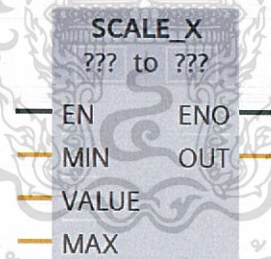 SCALE_X
??? to ???
EN ENO
MIN OUT
VALUE
MAX